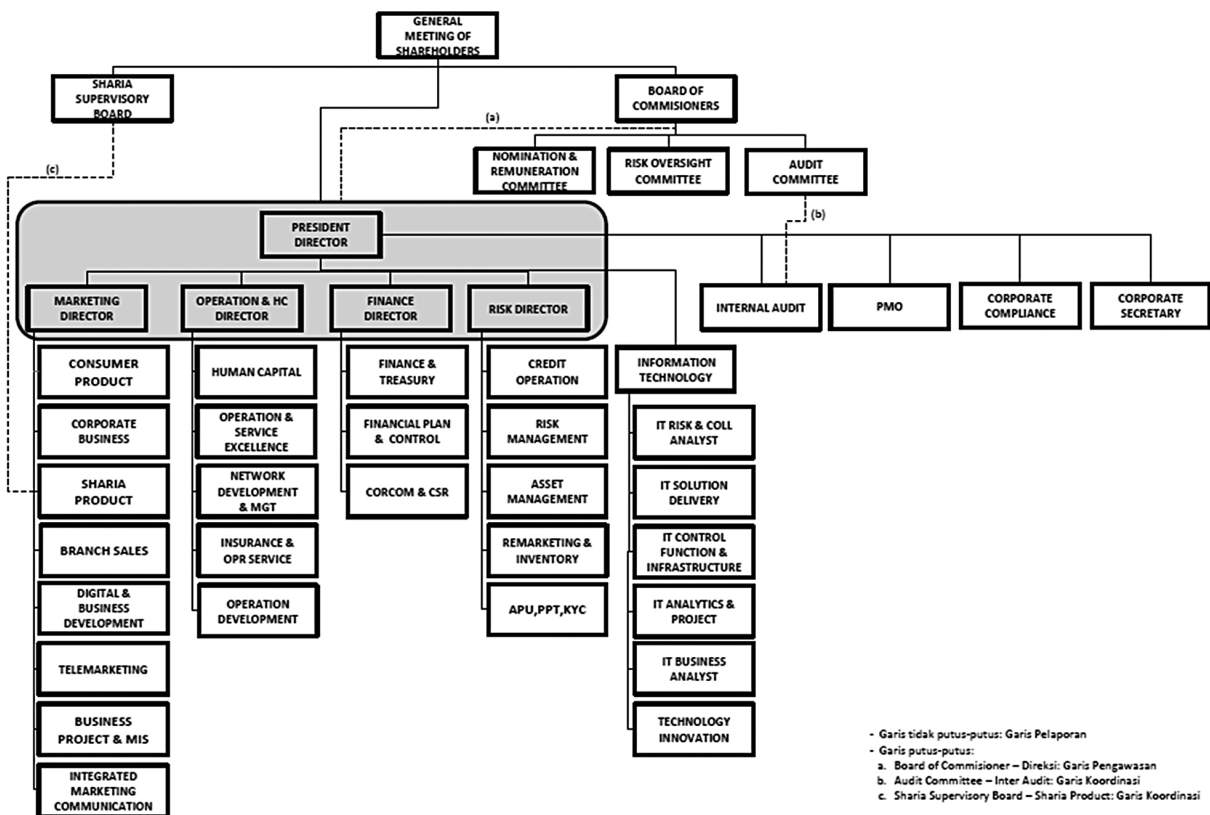 GENERAL
MEETING OF
SHAREHOLDERS
SHARIA
SUPERVISORY
BOARD
BOARD OF
COMMISIONERS
(a)
(c)
NOMINATION &
REMUNERATION
COMMITTEE
RISK OVERSIGHT
COMMITTEE
AUDIT
COMMITTEE
(b)
PRESIDENT
DIRECTOR
MARKETING
DIRECTOR
OPERATION & HC
DIRECTOR
FINANCE
DIRECTOR
RISK DIRECTOR
INTERNAL AUDIT
PMO
CORPORATE
COMPLIANCE
CORPORATE
SECRETARY
CONSUMER
PRODUCT
CORPORATE
BUSINESS
SHARIA
PRODUCT
BRANCH SALES
DIGITAL &
BUSINESS
DEVELOPMENT
TELEMARKETING
BUSINESS
PROJECT & MIS
INTEGRATED
MARKETING
COMMUNICATION
HUMAN CAPITAL
OPERATION &
SERVICE
EXCELLENCE
NETWORK
DEVELOPMENT
& MGT
INSURANCE &
OPR SERVICE
OPERATION
DEVELOPMENT
FINANCE &
TREASURY
FINANCIAL PLAN
& CONTROL
CORCOM & CSR
CREDIT
OPERATION
RISK
MANAGEMENT
ASSET
MANAGEMENT
REMARKETING &
INVENTORY
APU,PPT,KYC
INFORMATION
TECHNOLOGY
IT RISK & COLL
ANALYST
IT SOLUTION
DELIVERY
IT CONTROL
FUNCTION &
INFRASTRUCTURE
IT ANALYTICS &
PROJECT
IT BUSINESS
ANALYST
TECHNOLOGY
INNOVATION
- Garis tidak putus-putus: Garis Pelaporan
- Garis putus-putus:
a. Board of Commisioner – Direksi: Garis Pengawasan
b. Audit Committee – Inter Audit: Garis Koordinasi
c. Sharia Supervisory Board – Sharia Product: Garis Koordinasi